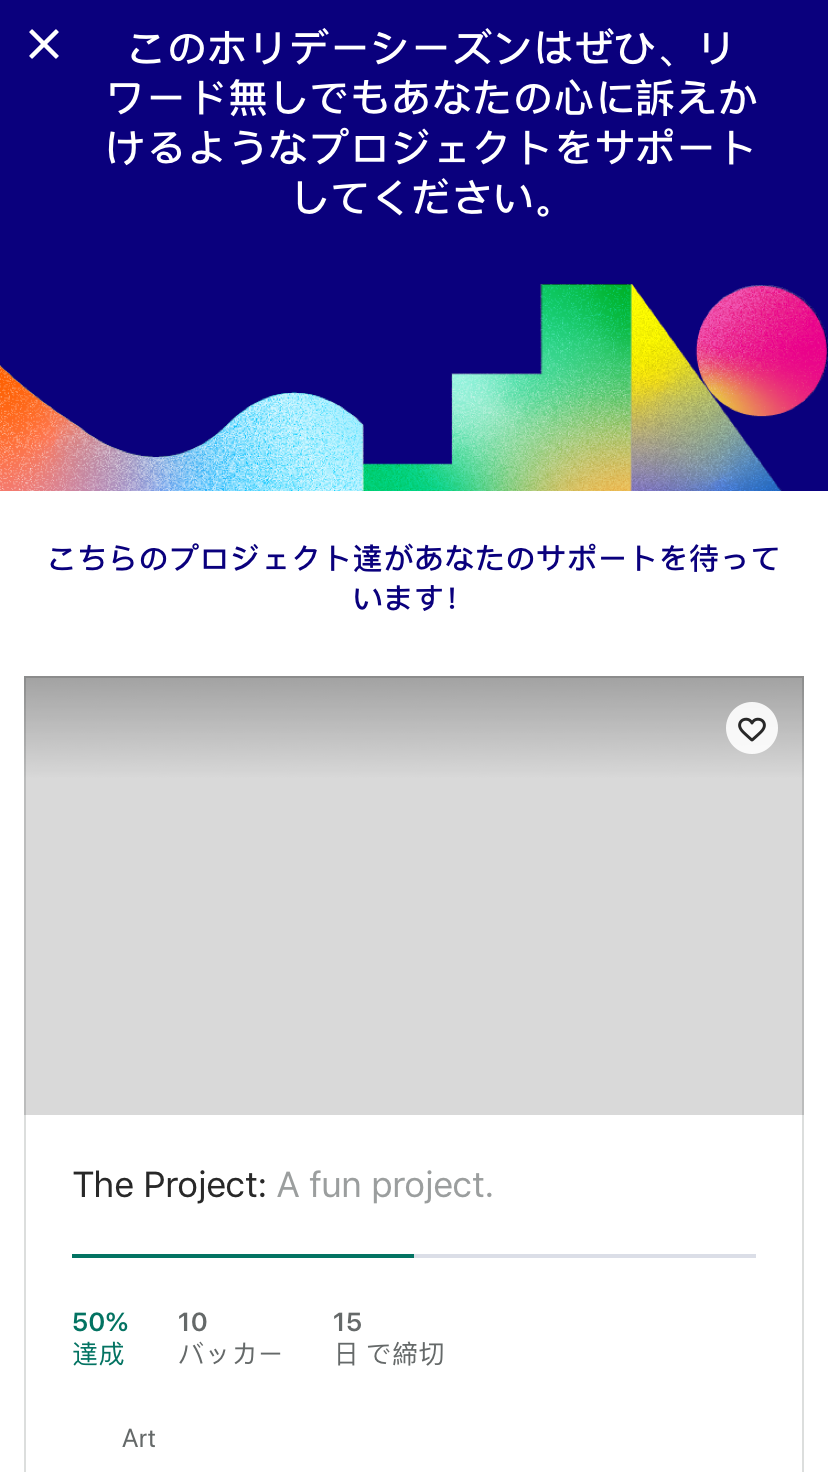 このホリデーシーズンはぜひ、リ
ワード無しでもあなたの心に訴えか
けるようなプロジェクトをサポート
してください。
こちらのプロジェクト達があなたのサポートを待って
います!
The Project: A fun project.
50% 10 15
達成 バッカー 日 で締切
Art